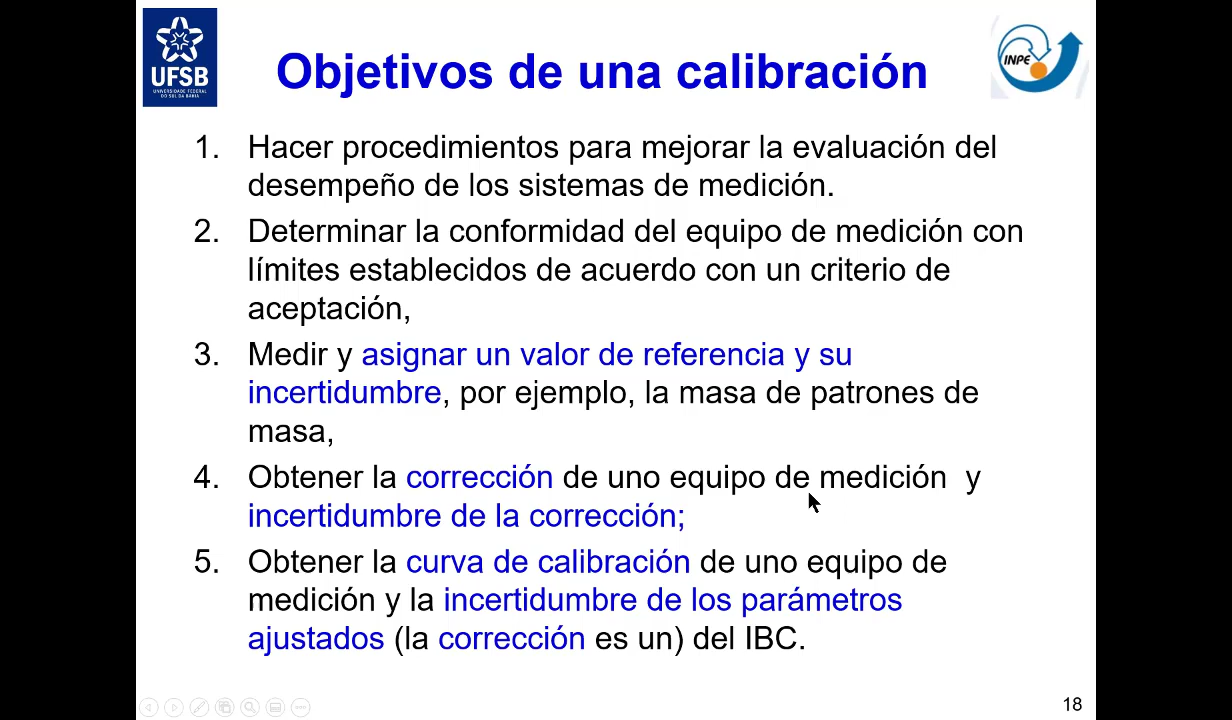 UFSB
UNIVERSIDADE FEDERAL
DO SUL DA BAHIA
Objetivos de una calibración
INPE
1. Hacer procedimientos para mejorar la evaluación del
desempeño de los sistemas de medición.
2. Determinar la conformidad del equipo de medición con
límites establecidos de acuerdo con un criterio de
aceptación,
3. Medir y asignar un valor de referencia y su
incertidumbre, por ejemplo, la masa de patrones de
masa,
4. Obtener la corrección de uno equipo de medición y
incertidumbre de la corrección;
5. Obtener la curva de calibración de uno equipo de
medición y la incertidumbre de los parámetros
ajustados (la corrección es un) del IBC.
18